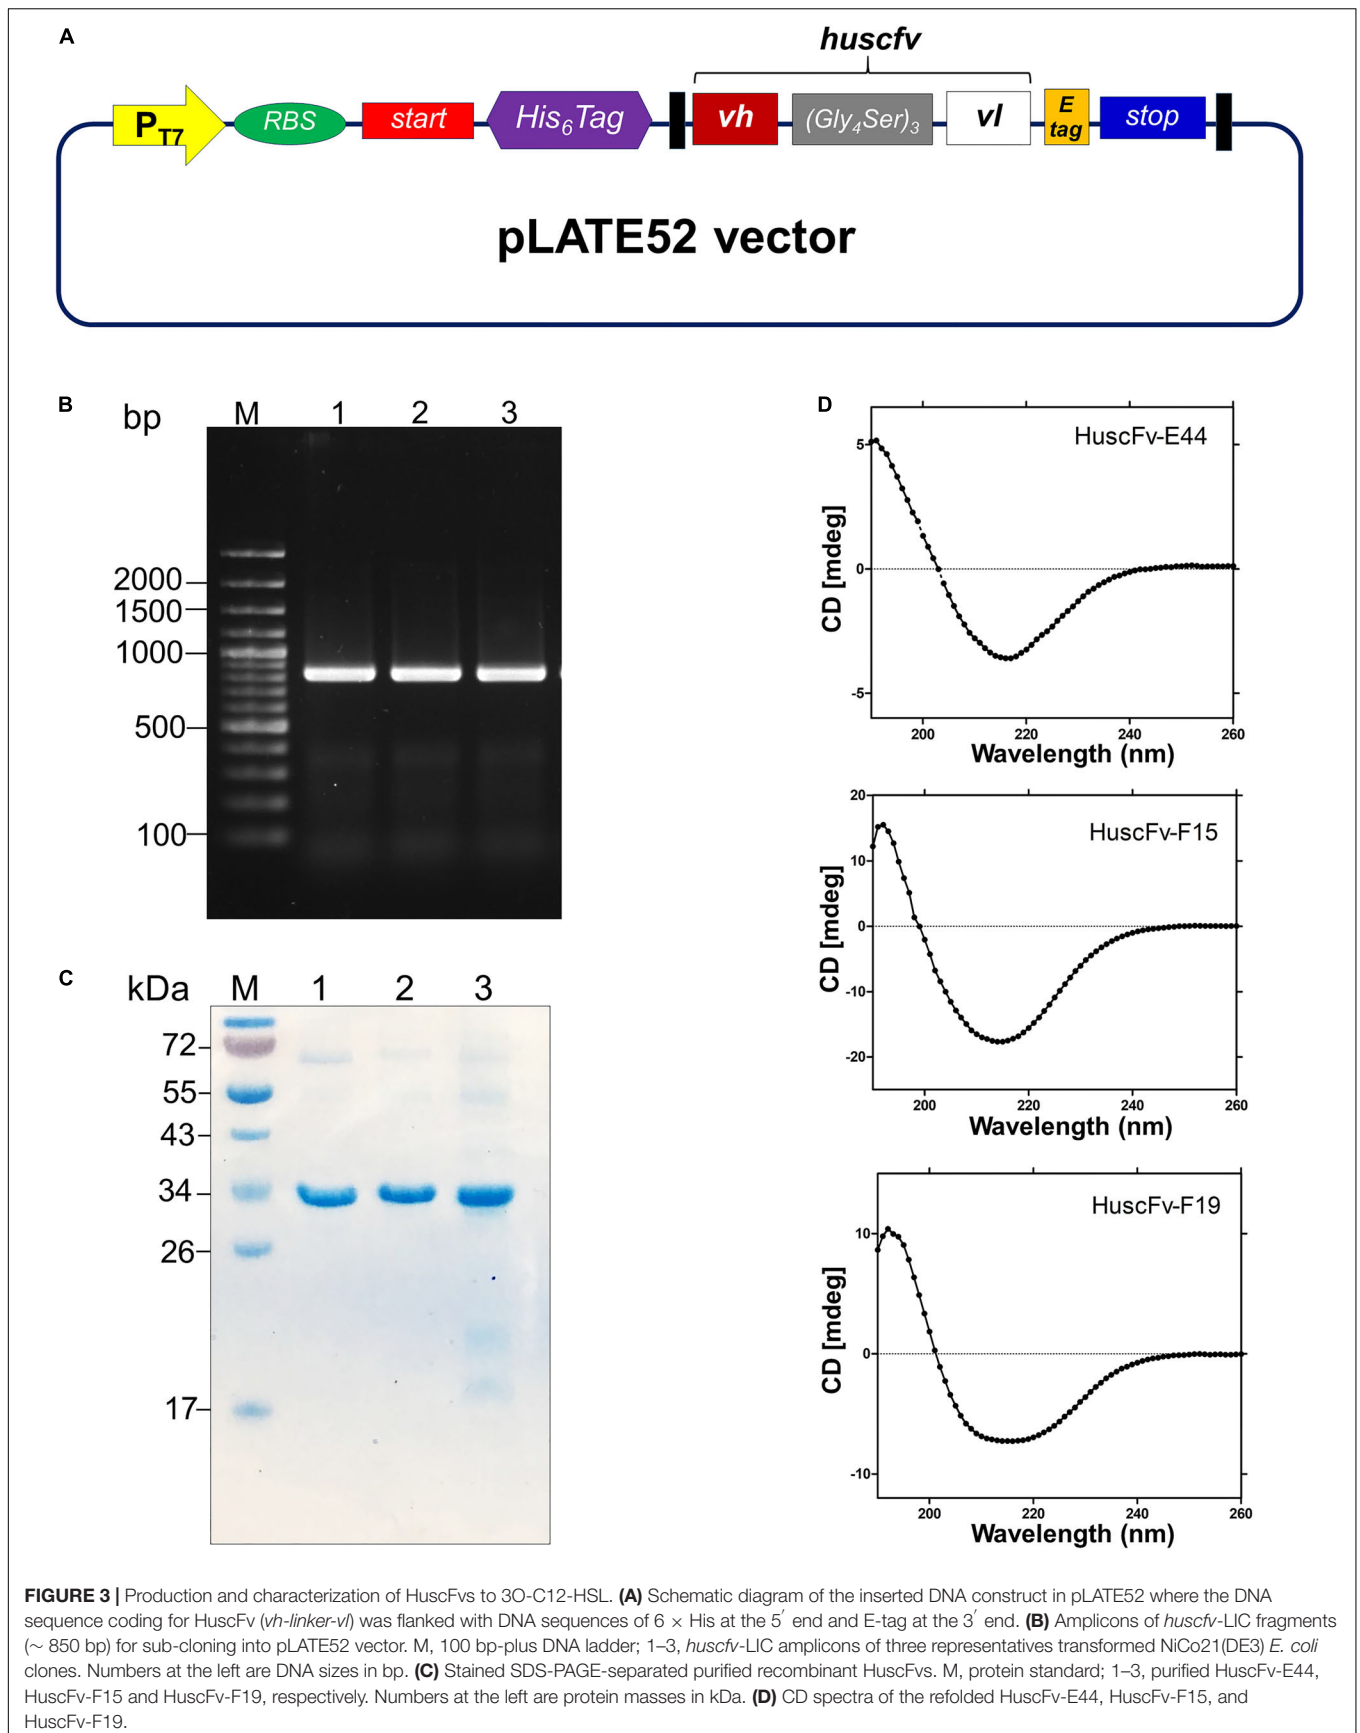 A
huscfv
P_T7 RBS start His6Tag vh (Gly4Ser)3 vl E tag stop
pLATE52 vector
B
bp M 1 2 3
2000
1500
1000
500
100
C
kDa M 1 2 3
72
55
43
34
26
17
D
HuscFv-E44
CD [mdeg]
5
0
-5
200 220 240 260
Wavelength (nm)
HuscFv-F15
CD [mdeg]
20
10
0
-10
-20
200 220 240 260
Wavelength (nm)
HuscFv-F19
CD [mdeg]
10
0
-10
200 220 240 260
Wavelength (nm)
FIGURE 3 | Production and characterization of HuscFvs to 3O-C12-HSL. (A) Schematic diagram of the inserted DNA construct in pLATE52 where the DNA
sequence coding for HuscFv (vh-linker-vl) was flanked with DNA sequences of 6 × His at the 5′ end and E-tag at the 3′ end. (B) Amplicons of huscfv-LIC fragments
(∼ 850 bp) for sub-cloning into pLATE52 vector. M, 100 bp-plus DNA ladder; 1–3, huscfv-LIC amplicons of three representatives transformed NiCo21(DE3) E. coli
clones. Numbers at the left are DNA sizes in bp. (C) Stained SDS-PAGE-separated purified recombinant HuscFvs. M, protein standard; 1–3, purified HuscFv-E44,
HuscFv-F15 and HuscFv-F19, respectively. Numbers at the left are protein masses in kDa. (D) CD spectra of the refolded HuscFv-E44, HuscFv-F15, and
HuscFv-F19.